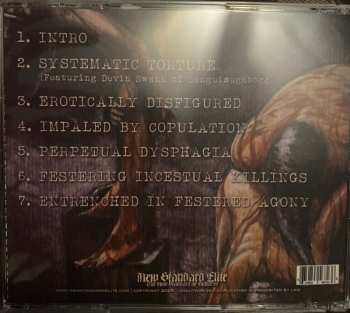 1. INTRO
2. SYSTEMATIC TORTURE
(Featuring Devin Swank of Sanguisugabogg)
3. EROTICALLY DISFIGURED
4. IMPALED BY COPULATION
5. PERPETUAL DYSPHAGIA
6. FESTERING INCESTUAL KILLINGS
7. ENTRENCHED IN FESTERED AGONY
New Standard Elite